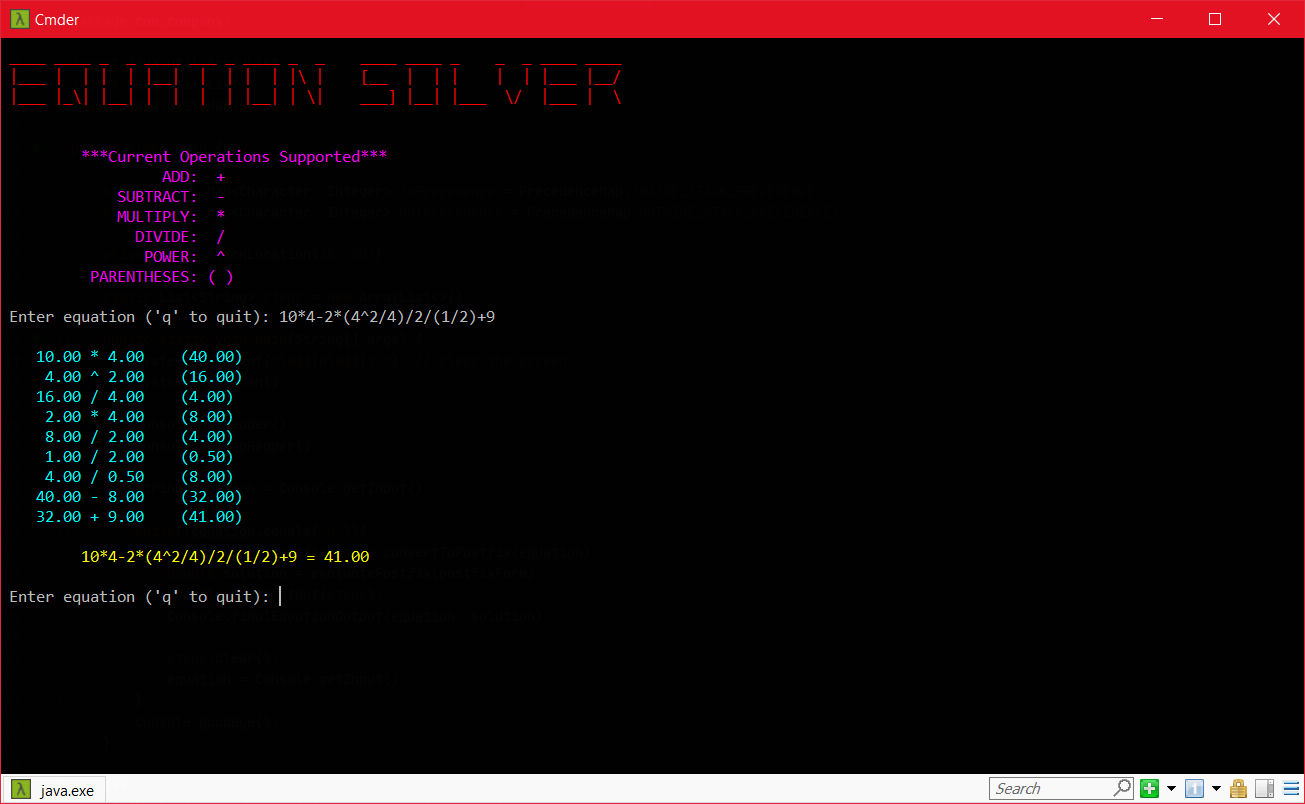 Cmder
EQUATION SOLVER
***Current Operations Supported***
ADD: +
SUBTRACT: -
MULTIPLY: *
DIVIDE: /
POWER: ^
PARENTHESES: ( )
Enter equation ('q' to quit): 10*4-2*(4^2/4)/2/(1/2)+9
10.00 * 4.00 (40.00)
4.00 ^ 2.00 (16.00)
16.00 / 4.00 (4.00)
2.00 * 4.00 (8.00)
8.00 / 2.00 (4.00)
1.00 / 2.00 (0.50)
4.00 / 0.50 (8.00)
40.00 - 8.00 (32.00)
32.00 + 9.00 (41.00)
10*4-2*(4^2/4)/2/(1/2)+9 = 41.00
Enter equation ('q' to quit):
java.exe
Search